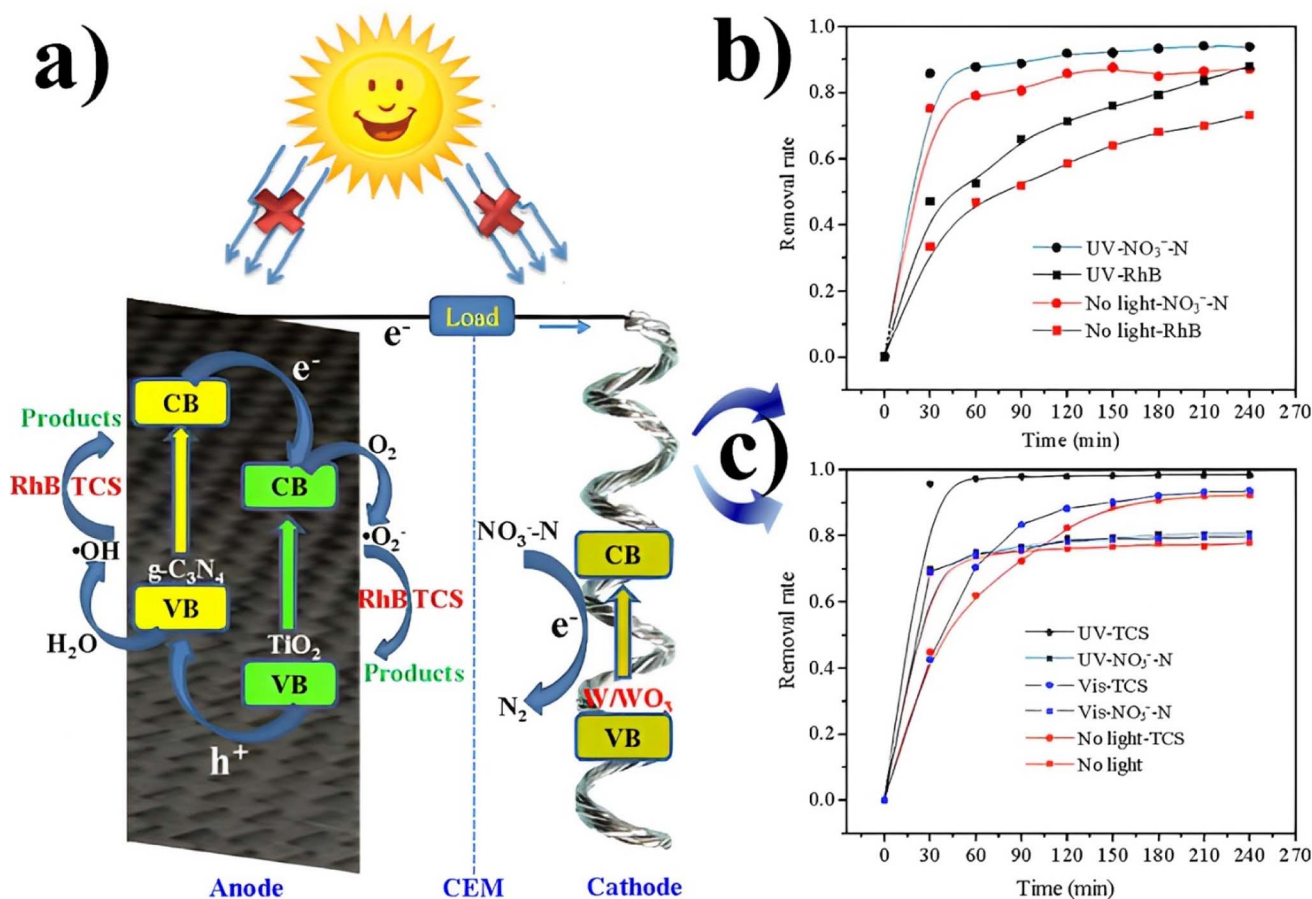 a)
e⁻
Load
CB
e⁻
Products
O₂
RhB TCS
CB
•OH
g-C₃N₄
•O₂⁻
VB
RhB TCS
H₂O
TiO₂
VB
Products
h⁺
NO₃⁻-N
CB
e⁻
N₂
W/WO₃
VB
Anode
CEM
Cathode
b)
Removal rate
1.0
0.8
0.6
0.4
0.2
0.0
UV-NO₃⁻-N
UV-RhB
No light-NO₃⁻-N
No light-RhB
0 30 60 90 120 150 180 210 240 270
Time (min)
c)
Removal rate
1.0
0.8
0.6
0.4
0.2
0.0
UV-TCS
UV-NO₃⁻-N
Vis-TCS
Vis-NO₃⁻-N
No light-TCS
No light
0 30 60 90 120 150 180 210 240 270
Time (min)